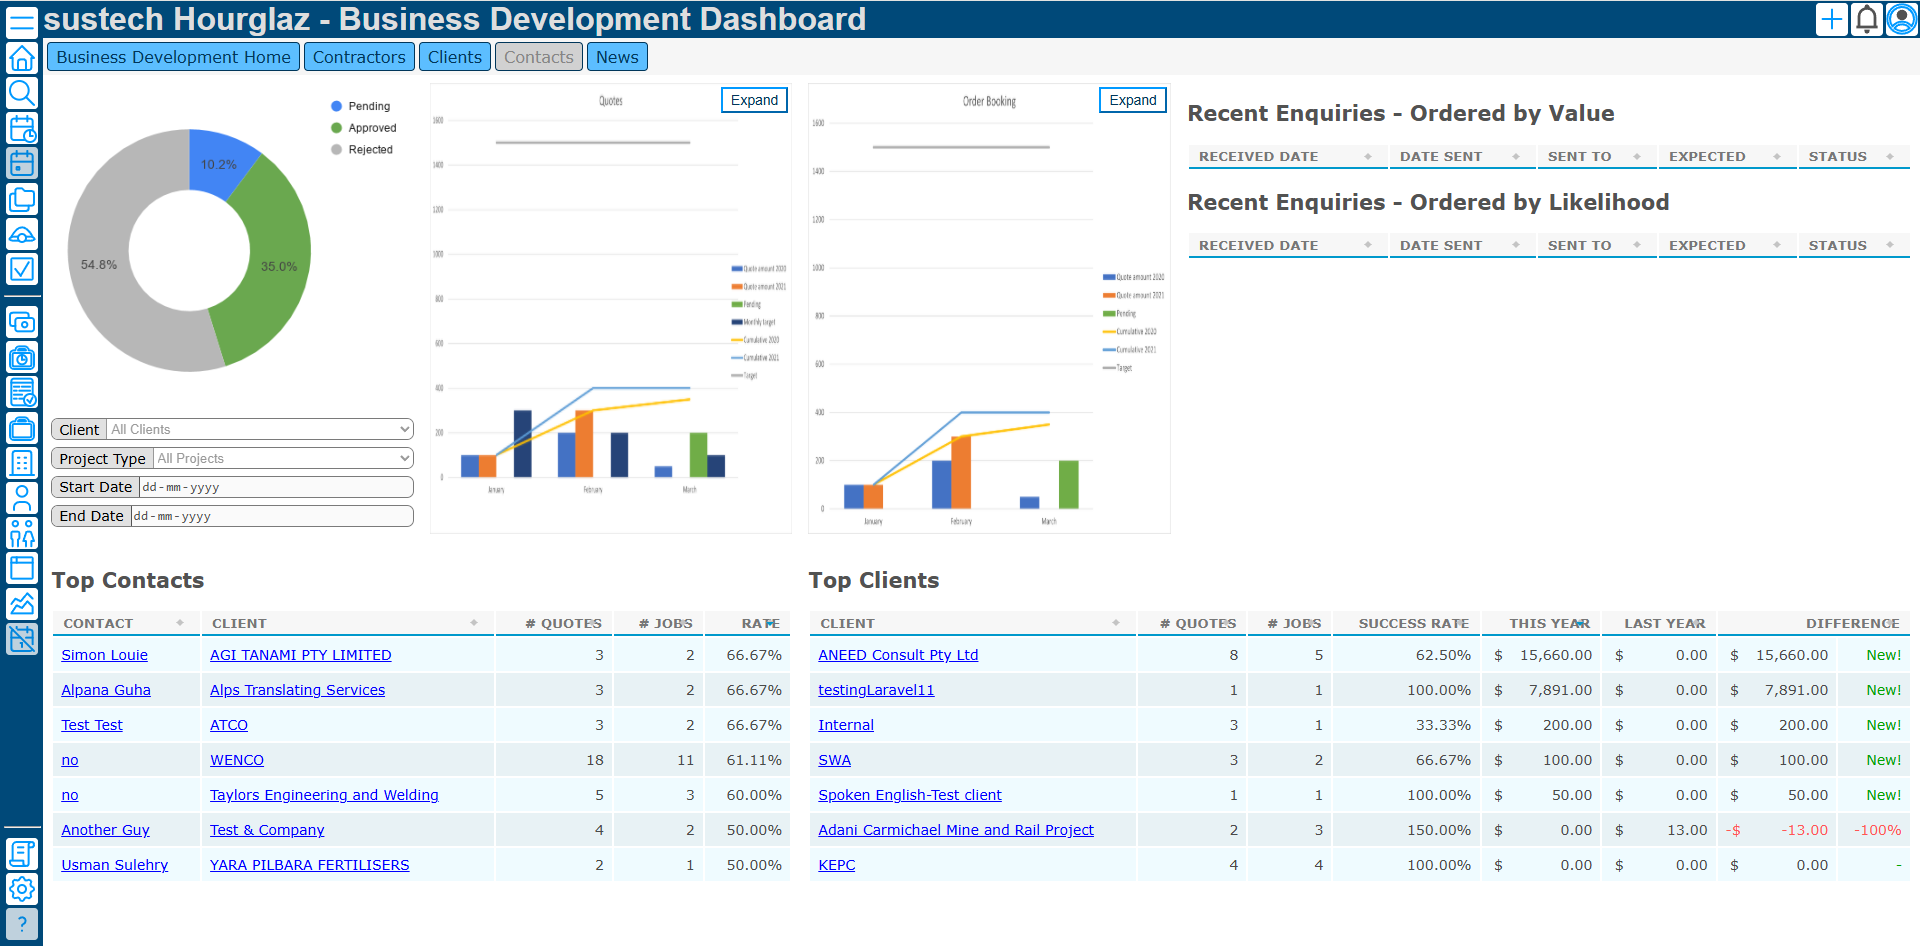 sustech Hourglaz - Business Development Dashboard
Business Development Home Contractors Clients Contacts News
Pending
Approved
Rejected
10.2%
35.0%
54.8%
Client All Clients
Project Type All Projects
Start Date dd-mm-yyyy
End Date dd-mm-yyyy
Quotes
Expand
1600
1400
1200
1000
800
600
400
200
0
January February March
Quote amount 2020
Quote amount 2021
Pending
Monthly target
Cumulative 2020
Cumulative 2021
Target
Order Booking
Expand
1600
1400
1200
1000
800
600
400
200
0
January February March
Quote amount 2020
Quote amount 2021
Pending
Cumulative 2020
Cumulative 2021
Target
Recent Enquiries - Ordered by Value
RECEIVED DATE DATE SENT SENT TO EXPECTED STATUS
Recent Enquiries - Ordered by Likelihood
RECEIVED DATE DATE SENT SENT TO EXPECTED STATUS
Top Contacts
CONTACT CLIENT # QUOTES # JOBS RATE
Simon Louie AGI TANAMI PTY LIMITED 3 2 66.67%
Alpana Guha Alps Translating Services 3 2 66.67%
Test Test ATCO 3 2 66.67%
no WENCO 18 11 61.11%
no Taylors Engineering and Welding 5 3 60.00%
Another Guy Test & Company 4 2 50.00%
Usman Sulehry YARA PILBARA FERTILISERS 2 1 50.00%
Top Clients
CLIENT # QUOTES # JOBS SUCCESS RATE THIS YEAR LAST YEAR DIFFERENCE
ANEED Consult Pty Ltd 8 5 62.50% $ 15,660.00 $ 0.00 $ 15,660.00 New!
testingLaravel11 1 1 100.00% $ 7,891.00 $ 0.00 $ 7,891.00 New!
Internal 3 1 33.33% $ 200.00 $ 0.00 $ 200.00 New!
SWA 3 2 66.67% $ 100.00 $ 0.00 $ 100.00 New!
Spoken English-Test client 1 1 100.00% $ 50.00 $ 0.00 $ 50.00 New!
Adani Carmichael Mine and Rail Project 2 3 150.00% $ 0.00 $ 13.00 -$ -13.00 -100%
KEPC 4 4 100.00% $ 0.00 $ 0.00 $ 0.00 -
?